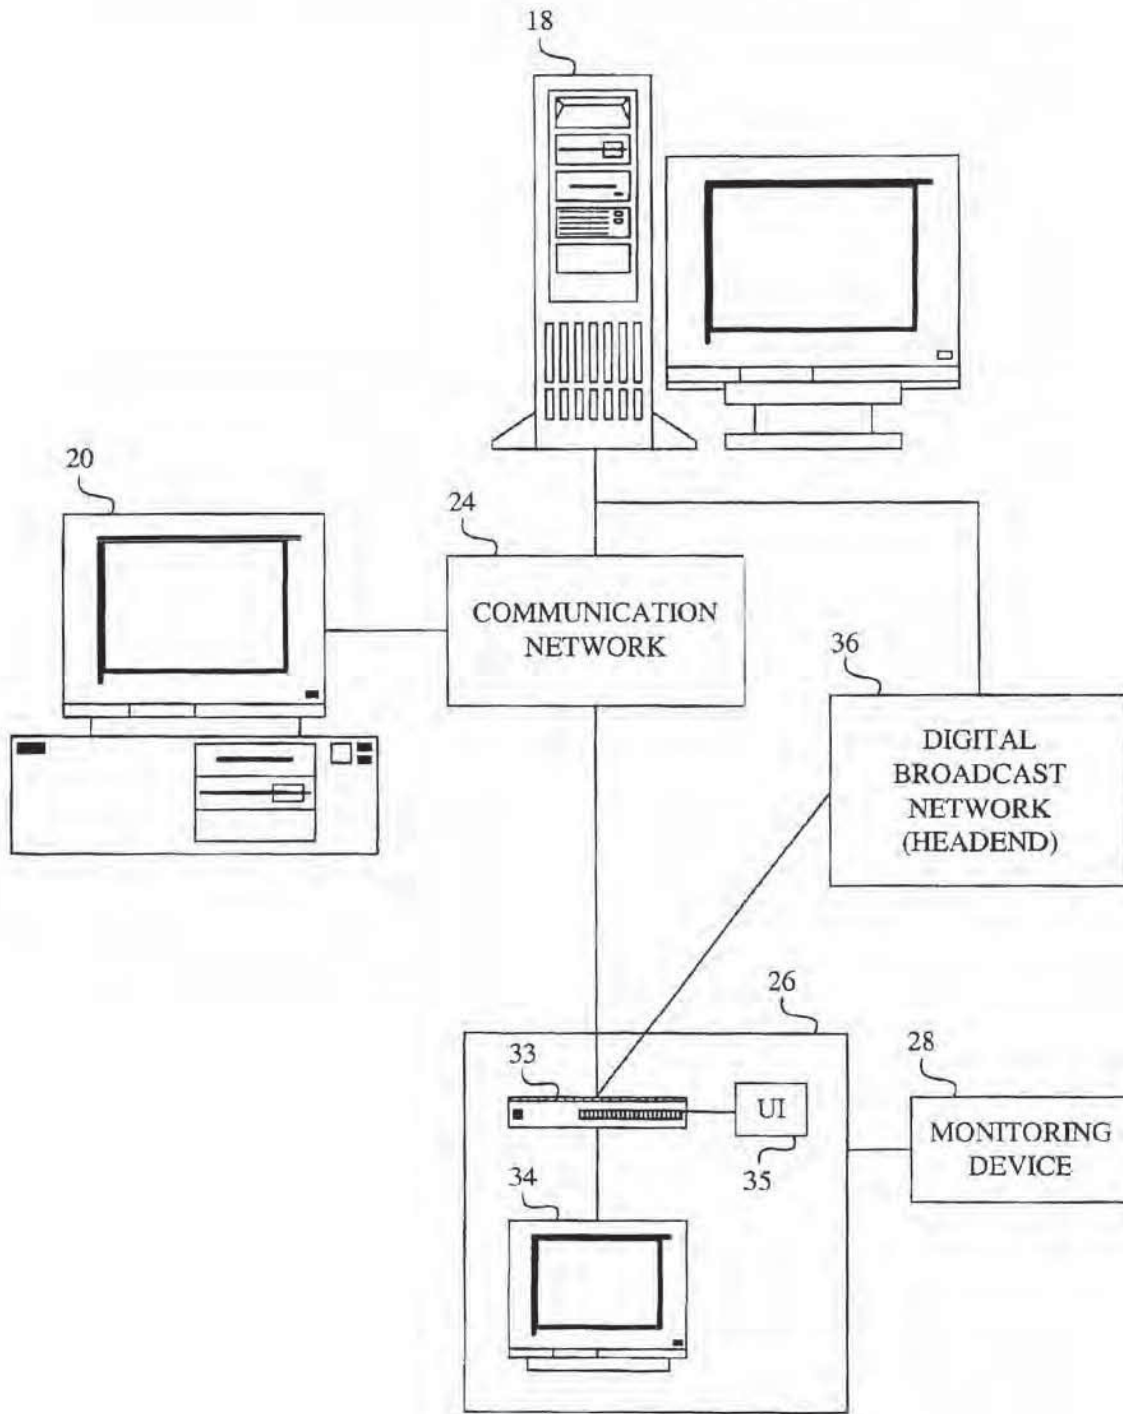 18
20
24
COMMUNICATION
NETWORK
36
DIGITAL
BROADCAST
NETWORK
(HEADEND)
26
33
UI
35
28
MONITORING
DEVICE
34